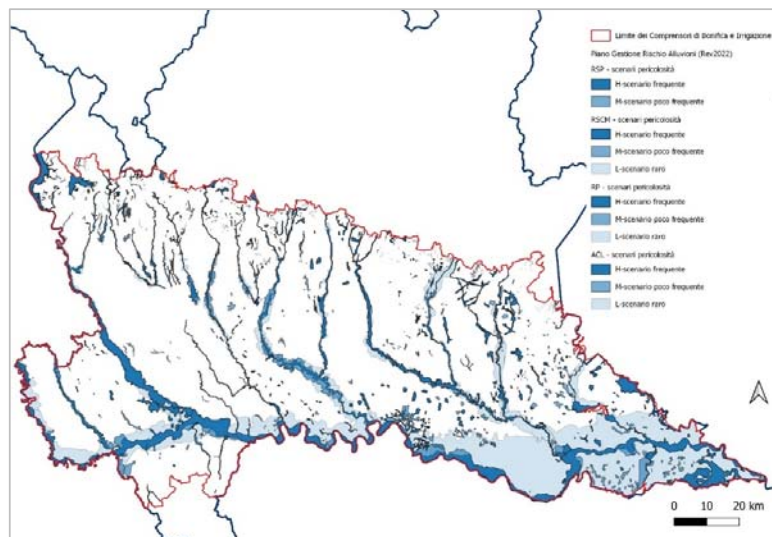 Limite dei Comprensori di Bonifica e Irrigazione
Piano Gestione Rischio Alluvioni (Rev2022)
RSP - scenari pericolosità
H-scenario frequente
M-scenario poco frequente
RSCM - scenari pericolosità
H-scenario frequente
M-scenario poco frequente
L-scenario raro
RP - scenari pericolosità
H-scenario frequente
M-scenario poco frequente
L-scenario raro
ACL - scenari pericolosità
H-scenario frequente
M-scenario poco frequente
L-scenario raro
0 10 20 km